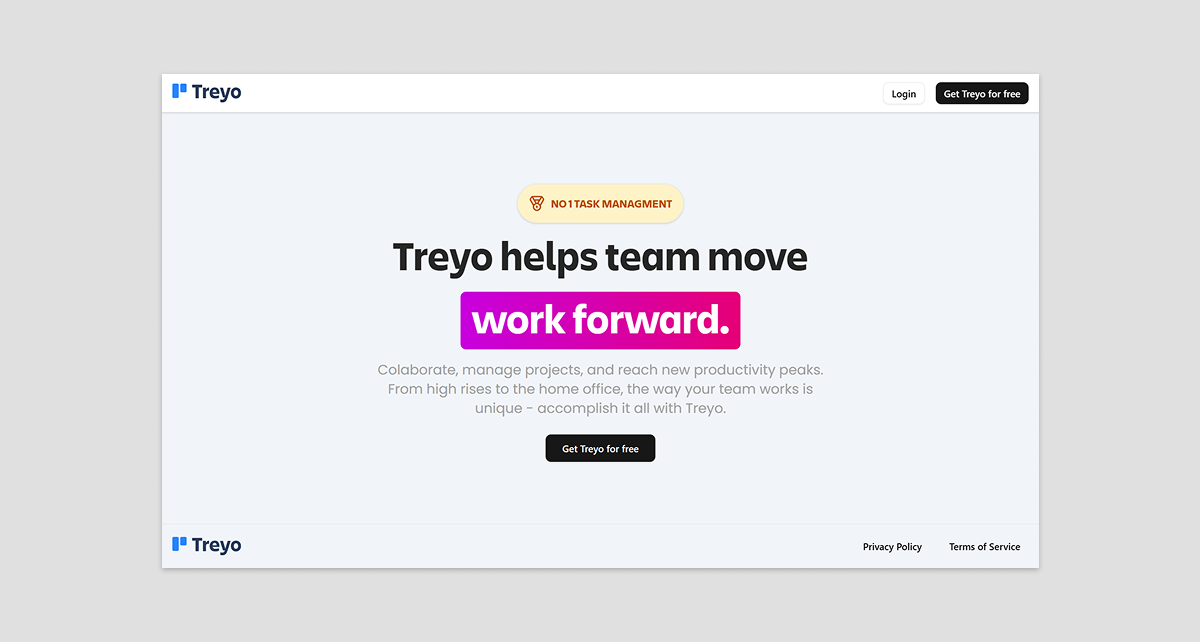 Treyo
Login
Get Treyo for free
NO 1 TASK MANAGMENT
Treyo helps team move
work forward.
Colaborate, manage projects, and reach new productivity peaks.
From high rises to the home office, the way your team works is
unique - accomplish it all with Treyo.
Get Treyo for free
Treyo
Privacy Policy
Terms of Service